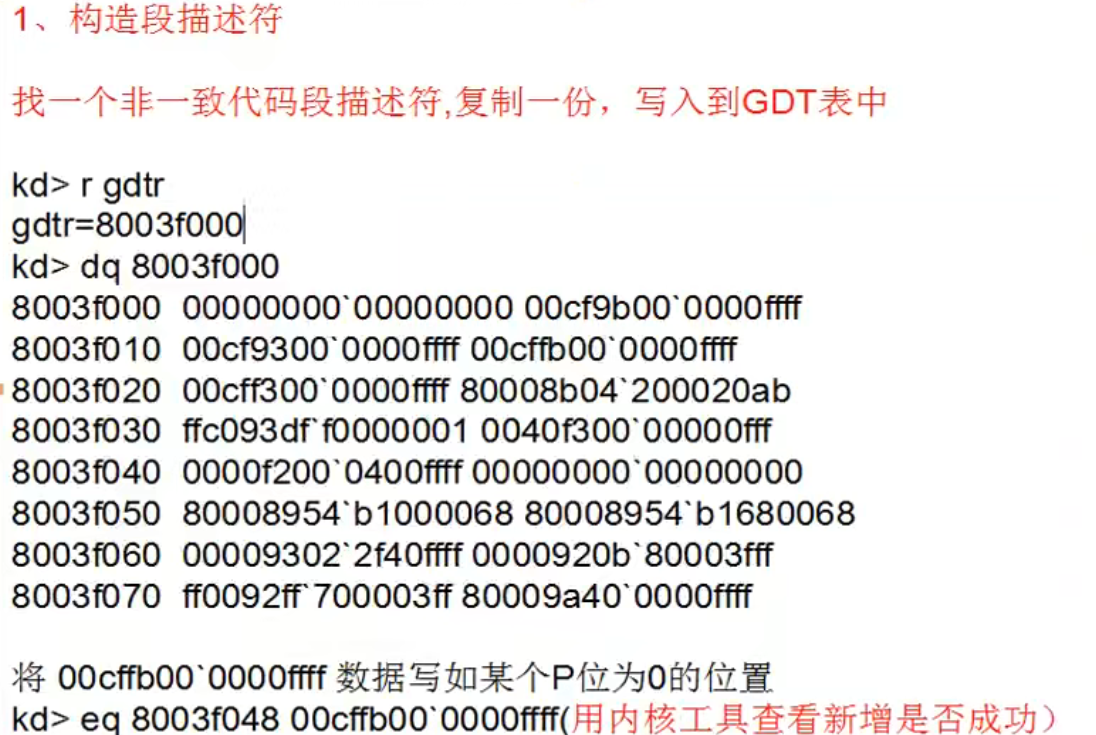 1、构造段描述符
找一个非一致代码段描述符,复制一份，写入到GDT表中
kd> r gdtr
gdtr=8003f000
kd> dq 8003f000
8003f000 00000000`00000000 00cf9b00`0000ffff
8003f010 00cf9300`0000ffff 00cffb00`0000ffff
8003f020 00cff300`0000ffff 80008b04`200020ab
8003f030 ffc093df`f0000001 0040f300`00000fff
8003f040 0000f200`0400ffff 00000000`00000000
8003f050 80008954`b1000068 80008954`b1680068
8003f060 00009302`2f40ffff 0000920b`80003fff
8003f070 ff0092ff`700003ff 80009a40`0000ffff
将 00cffb00`0000ffff 数据写如某个P位为0的位置
kd> eq 8003f048 00cffb00`0000ffff(用内核工具查看新增是否成功）